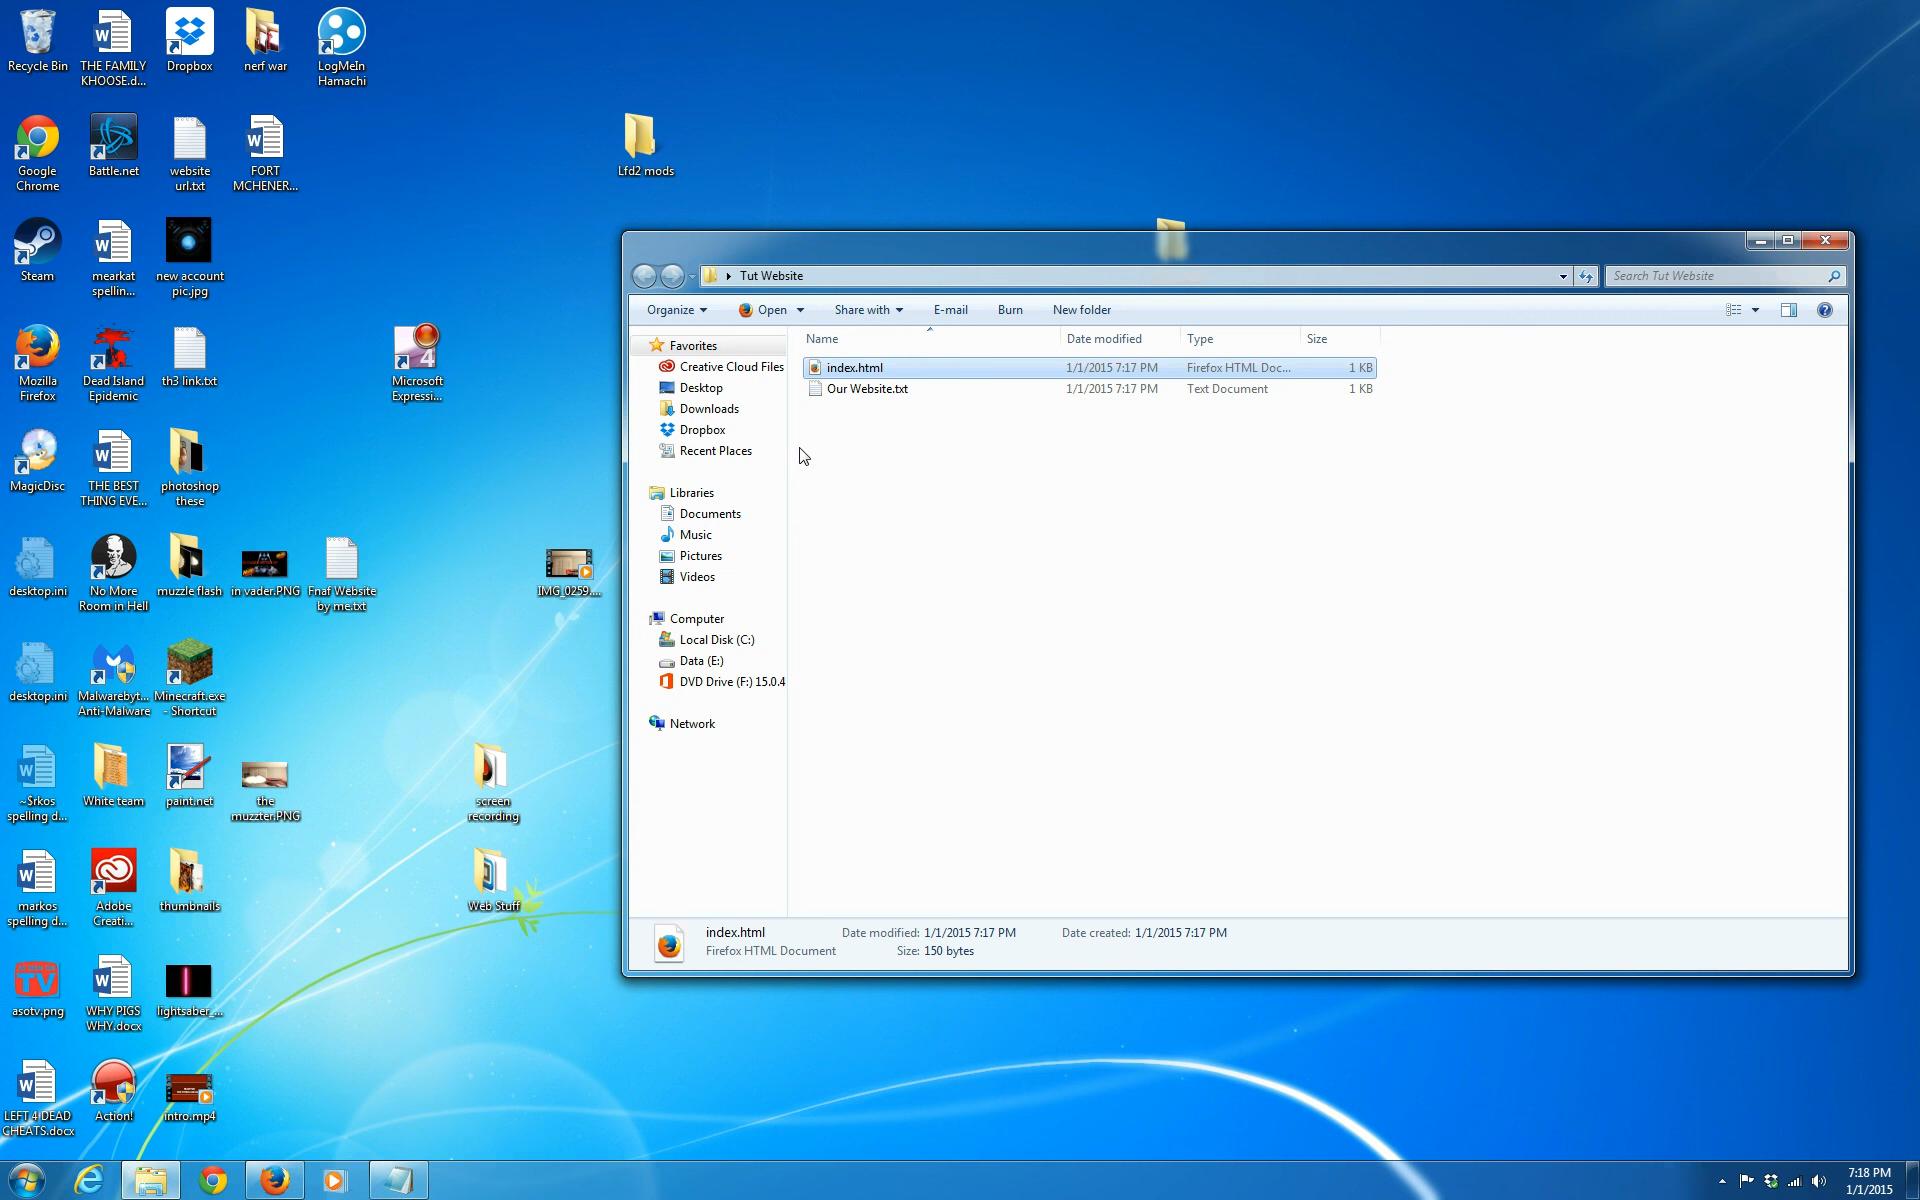 Recycle Bin
THE FAMILY
KHOOSE.d...
Dropbox
nerf war
LogMeIn
Hamachi
Google
Chrome
Battle.net
website
url.txt
FORT
MCHENER...
Lfd2 mods
Steam
mearkat
spellin...
new account
pic.jpg
Mozilla
Firefox
Dead Island
Epidemic
th3 link.txt
4
Microsoft
Expressi...
MagicDisc
THE BEST
THING EVE...
photoshop
these
desktop.ini
No More
Room in Hell
muzzle flash
in vader.PNG
Fnaf Website
by me.txt
IMG_0259....
desktop.ini
Malwarebyt...
Anti-Malware
Minecraft.exe
- Shortcut
~$rkos
spelling d...
White team
paint.net
the
muzzter.PNG
screen
recording
markos
spelling d...
Adobe
Creati...
thumbnails
Web Stuff
TV
asotv.png
WHY PIGS
WHY.docx
lightsaber_...
LEFT 4 DEAD
CHEATS.docx
Action!
intro.mp4
Tut Website
Search Tut Website
Organize
Open
Share with
E-mail
Burn
New folder
Favorites
Creative Cloud Files
Desktop
Downloads
Dropbox
Recent Places
Libraries
Documents
Music
Pictures
Videos
Computer
Local Disk (C:)
Data (E:)
DVD Drive (F:) 15.0.4
Network
Name
Date modified
Type
Size
index.html
1/1/2015 7:17 PM
Firefox HTML Doc...
1 KB
Our Website.txt
1/1/2015 7:17 PM
Text Document
1 KB
index.html
Date modified: 1/1/2015 7:17 PM
Date created: 1/1/2015 7:17 PM
Firefox HTML Document
Size: 150 bytes
7:18 PM
1/1/2015